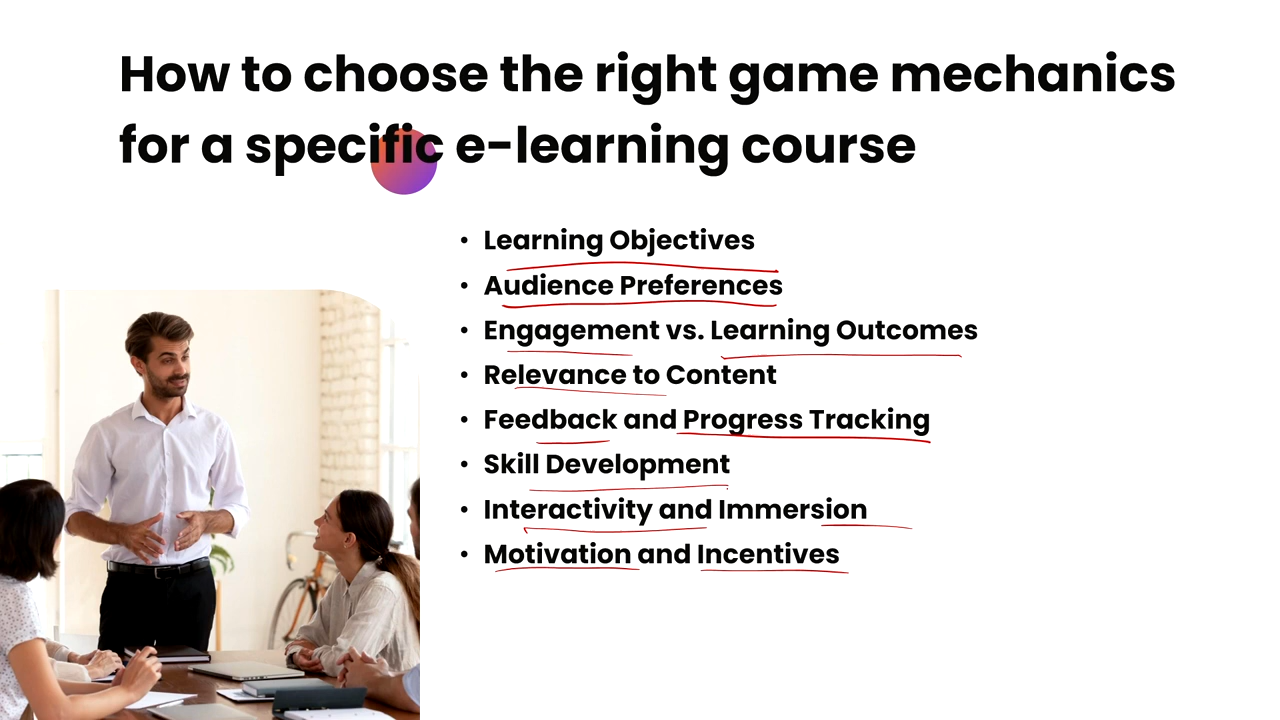 How to choose the right game mechanics
for a specific e-learning course
• Learning Objectives
• Audience Preferences
• Engagement vs. Learning Outcomes
• Relevance to Content
• Feedback and Progress Tracking
• Skill Development
• Interactivity and Immersion
• Motivation and Incentives